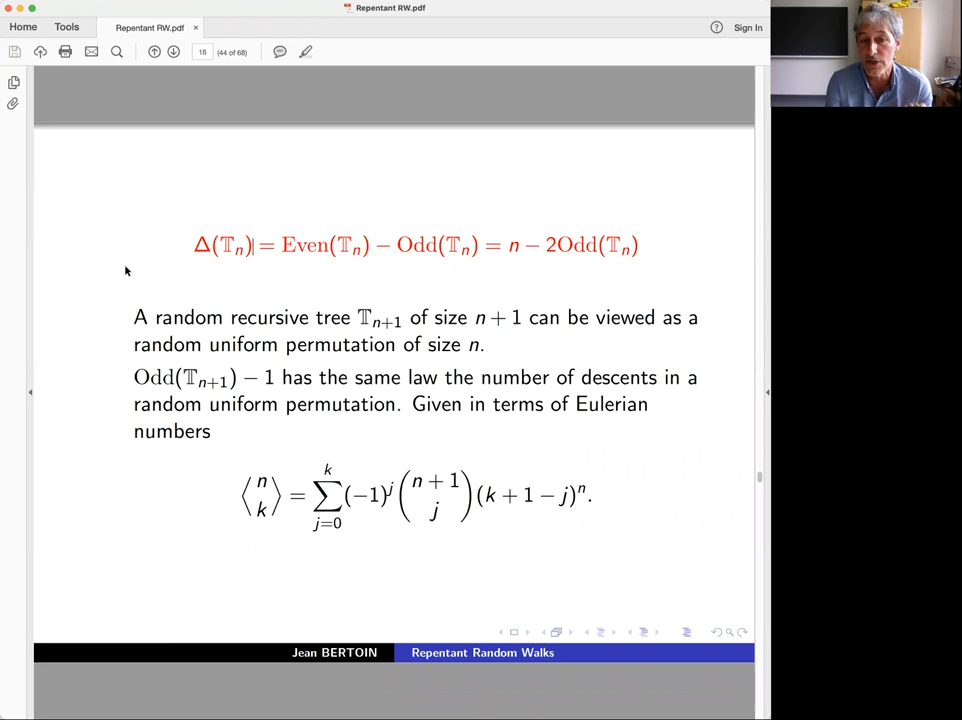 Repentant RW.pdf
Home Tools Repentant RW.pdf × ? Sign In
18 (44 of 68)
Δ(𝕋ₙ) = Even(𝕋ₙ) − Odd(𝕋ₙ) = n − 2Odd(𝕋ₙ)
A random recursive tree 𝕋ₙ₊₁ of size n + 1 can be viewed as a
random uniform permutation of size n.
Odd(𝕋ₙ₊₁) − 1 has the same law the number of descents in a
random uniform permutation. Given in terms of Eulerian
numbers
⟨n k⟩ = ∑_{j=0}^{k} (−1)^j (n + 1 j) (k + 1 − j)^n.
Jean BERTOIN Repentant Random Walks